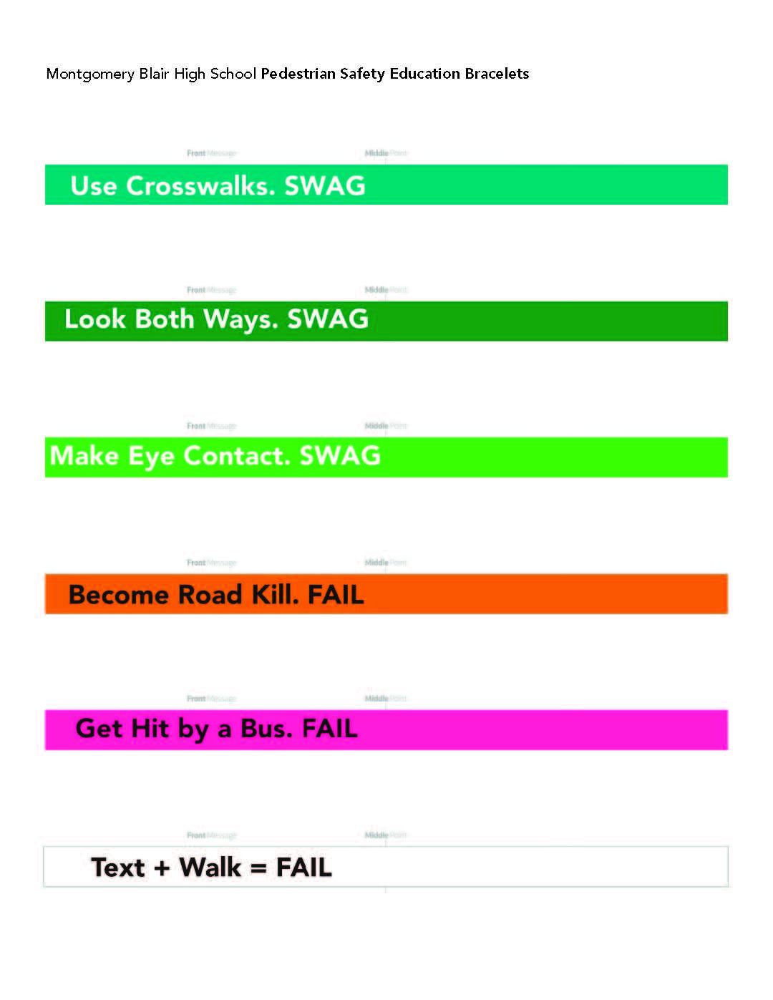 Montgomery Blair High School Pedestrian Safety Education Bracelets
Front Message Middle Point
Use Crosswalks. SWAG
Front Message Middle Point
Look Both Ways. SWAG
Front Message Middle Point
Make Eye Contact. SWAG
Front Message Middle Point
Become Road Kill. FAIL
Front Message Middle Point
Get Hit by a Bus. FAIL
Front Message Middle Point
Text + Walk = FAIL